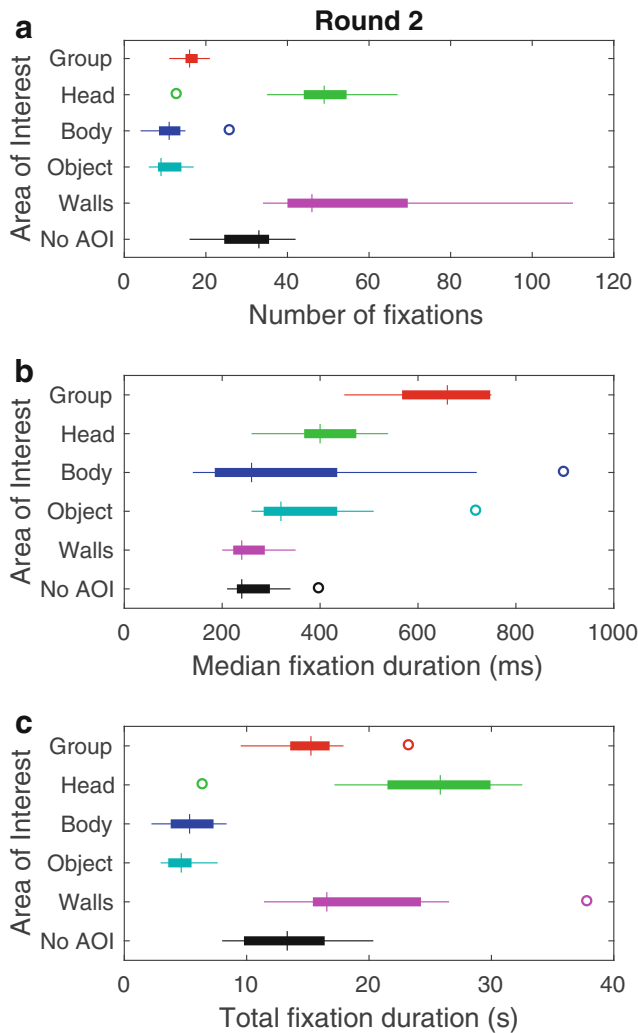 a
Round 2
Area of Interest
Group
Head
Body
Object
Walls
No AOI
0 20 40 60 80 100 120
Number of fixations
b
Area of Interest
Group
Head
Body
Object
Walls
No AOI
0 200 400 600 800 1000
Median fixation duration (ms)
c
Area of Interest
Group
Head
Body
Object
Walls
No AOI
0 10 20 30 40
Total fixation duration (s)